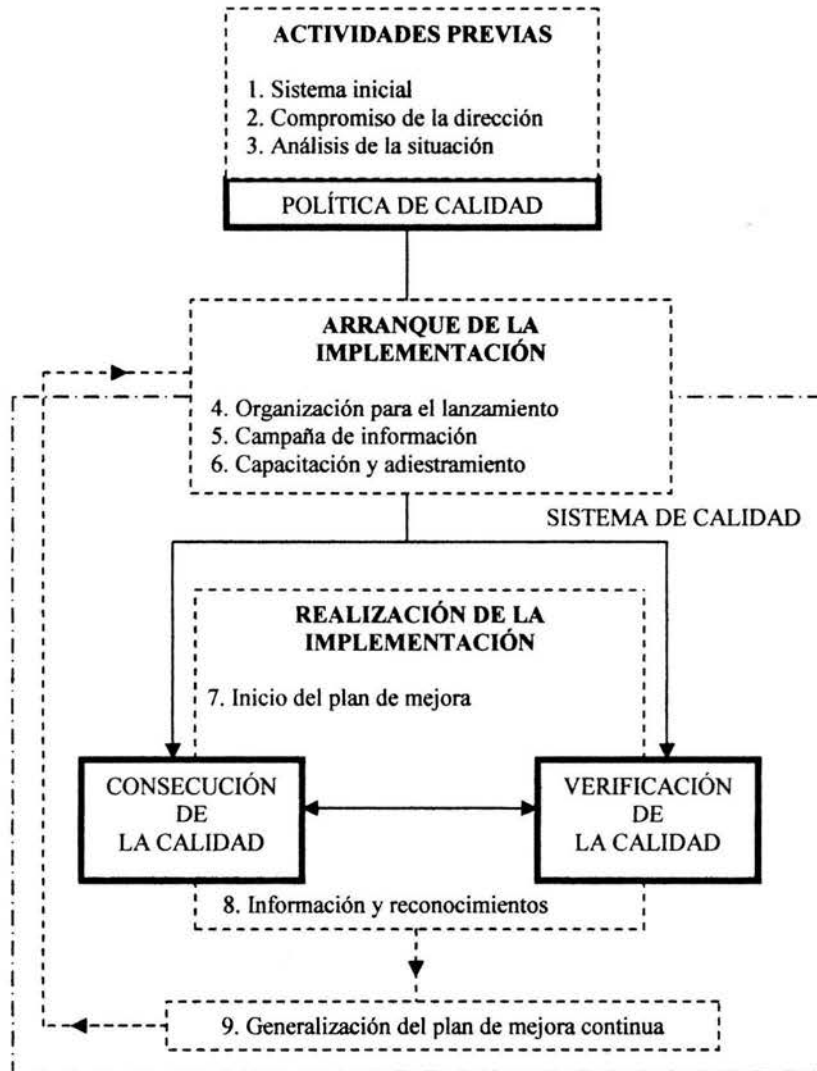 ACTIVIDADES PREVIAS
1. Sistema inicial
2. Compromiso de la dirección
3. Análisis de la situación
POLÍTICA DE CALIDAD
ARRANQUE DE LA
IMPLEMENTACIÓN
4. Organización para el lanzamiento
5. Campaña de información
6. Capacitación y adiestramiento
SISTEMA DE CALIDAD
REALIZACIÓN DE LA
IMPLEMENTACIÓN
7. Inicio del plan de mejora
CONSECUCIÓN
DE
LA CALIDAD
VERIFICACIÓN
DE
LA CALIDAD
8. Información y reconocimientos
9. Generalización del plan de mejora continua